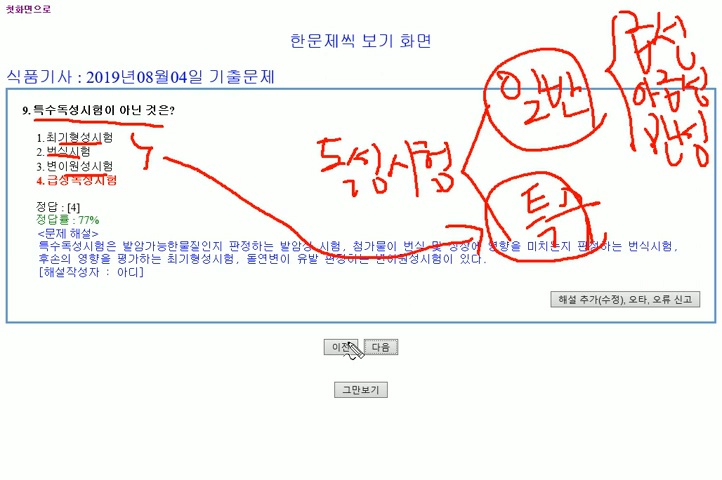 첫화면으로
한문제씩 보기 화면
식품기사 : 2019년08월04일 기출문제
9. 특수독성시험이 아닌 것은?
1. 최기형성시험
2. 번식시험
3. 변이원성시험
4. 급성독성시험
정답 : [4]
정답률 : 77%
<문제 해설>
특수독성시험은 발암가능한물질인지 판정하는 발암성 시험, 첨가물이 번식 및 성장에 영향을 미치는지 판정하는 번식시험,
후손의 영향을 평가하는 최기형성시험, 돌연변이 유발 판정하는 변이원성시험이 있다.
[해설작성자 : 아디]
해설 추가(수정), 오타, 오류 신고
이전 다음
그만보기
독성시험
일반
특수
급성
아급성
만성